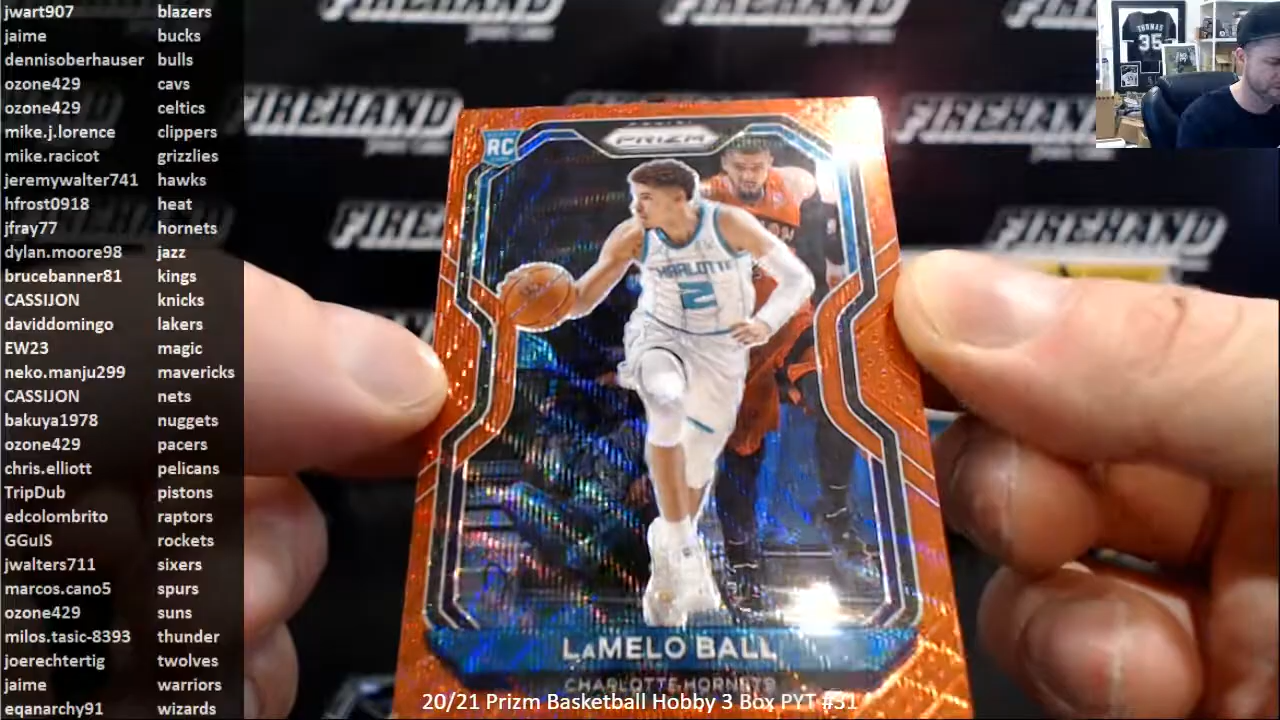 jwart907 blazers
jaime bucks
dennisoberhauser bulls
ozone429 cavs
ozone429 celtics
mike.j.lorence clippers
mike.racicot grizzlies
jeremywalter741 hawks
hfrost0918 heat
jfray77 hornets
dylan.moore98 jazz
brucebanner81 kings
CASSIJON knicks
daviddomingo lakers
EW23 magic
neko.manju299 mavericks
CASSIJON nets
bakuya1978 nuggets
ozone429 pacers
chris.elliott pelicans
TripDub pistons
edcolombrito raptors
GGuIS rockets
jwalters711 sixers
marcos.cano5 spurs
ozone429 suns
milos.tasic-8393 thunder
joerechtertig twolves
jaime warriors
eqanarchy91 wizards
FIREHAND
FIREHAND
FIREHAND
FIREHAND
FIREHAND
THOMAS
35
RC
PRIZM
CHARLOTTE
2
LAMELO BALL
CHARLOTTE HORNETS
20/21 Prizm Basketball Hobby 3 Box PYT #31